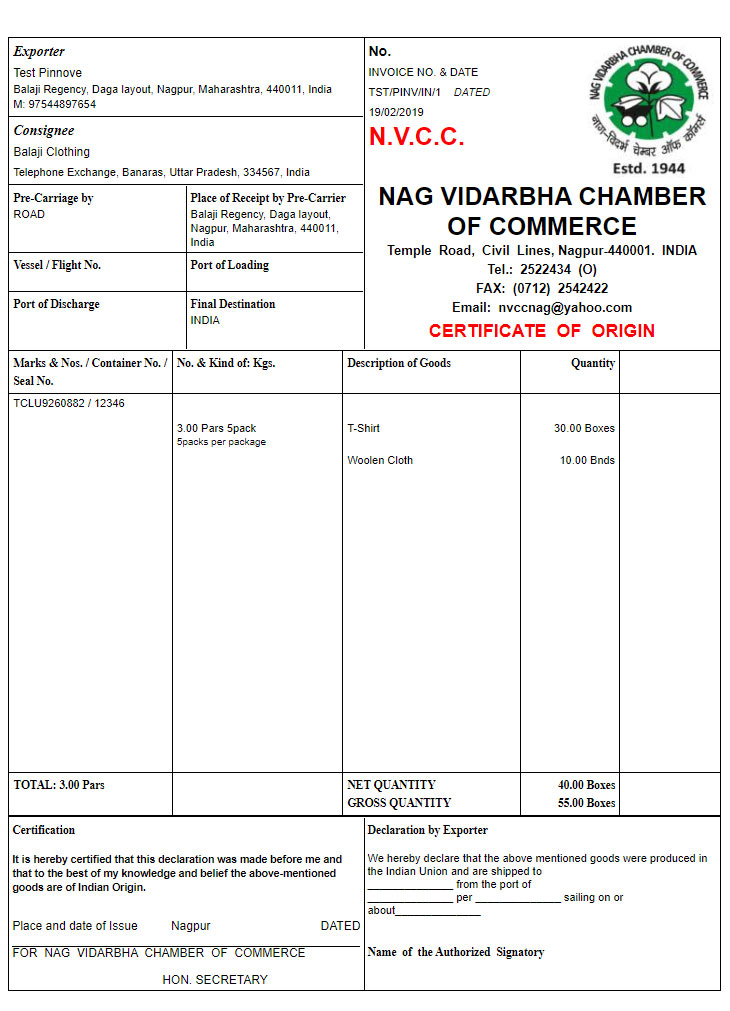 Exporter
Test Pinnove
Balaji Regency, Daga layout, Nagpur, Maharashtra, 440011, India
M: 97544897654
Consignee
Balaji Clothing
Telephone Exchange, Banaras, Uttar Pradesh, 334567, India
Pre-Carriage by
ROAD
Place of Receipt by Pre-Carrier
Balaji Regency, Daga layout,
Nagpur, Maharashtra, 440011,
India
Vessel / Flight No.
Port of Loading
Port of Discharge
Final Destination
INDIA
No.
INVOICE NO. & DATE
TST/PINV/IN/1 DATED
19/02/2019
N.V.C.C.
NAG VIDARBHA CHAMBER OF COMMERCE
नाग-विदर्भ चेम्बर ऑफ कॉमर्स
Estd. 1944
NAG VIDARBHA CHAMBER
OF COMMERCE
Temple Road, Civil Lines, Nagpur-440001. INDIA
Tel.: 2522434 (O)
FAX: (0712) 2542422
Email: nvccnag@yahoo.com
CERTIFICATE OF ORIGIN
Marks & Nos. / Container No. /
Seal No.
No. & Kind of: Kgs.
Description of Goods
Quantity
TCLU9260882 / 12346
3.00 Pars 5pack
5packs per package
T-Shirt
30.00 Boxes
Woolen Cloth
10.00 Bnds
TOTAL: 3.00 Pars
NET QUANTITY
40.00 Boxes
GROSS QUANTITY
55.00 Boxes
Certification
It is hereby certified that this declaration was made before me and
that to the best of my knowledge and belief the above-mentioned
goods are of Indian Origin.
Place and date of Issue Nagpur DATED
FOR NAG VIDARBHA CHAMBER OF COMMERCE
HON. SECRETARY
Declaration by Exporter
We hereby declare that the above mentioned goods were produced in
the Indian Union and are shipped to
______________ from the port of
______________ per ______________ sailing on or
about______________
Name of the Authorized Signatory